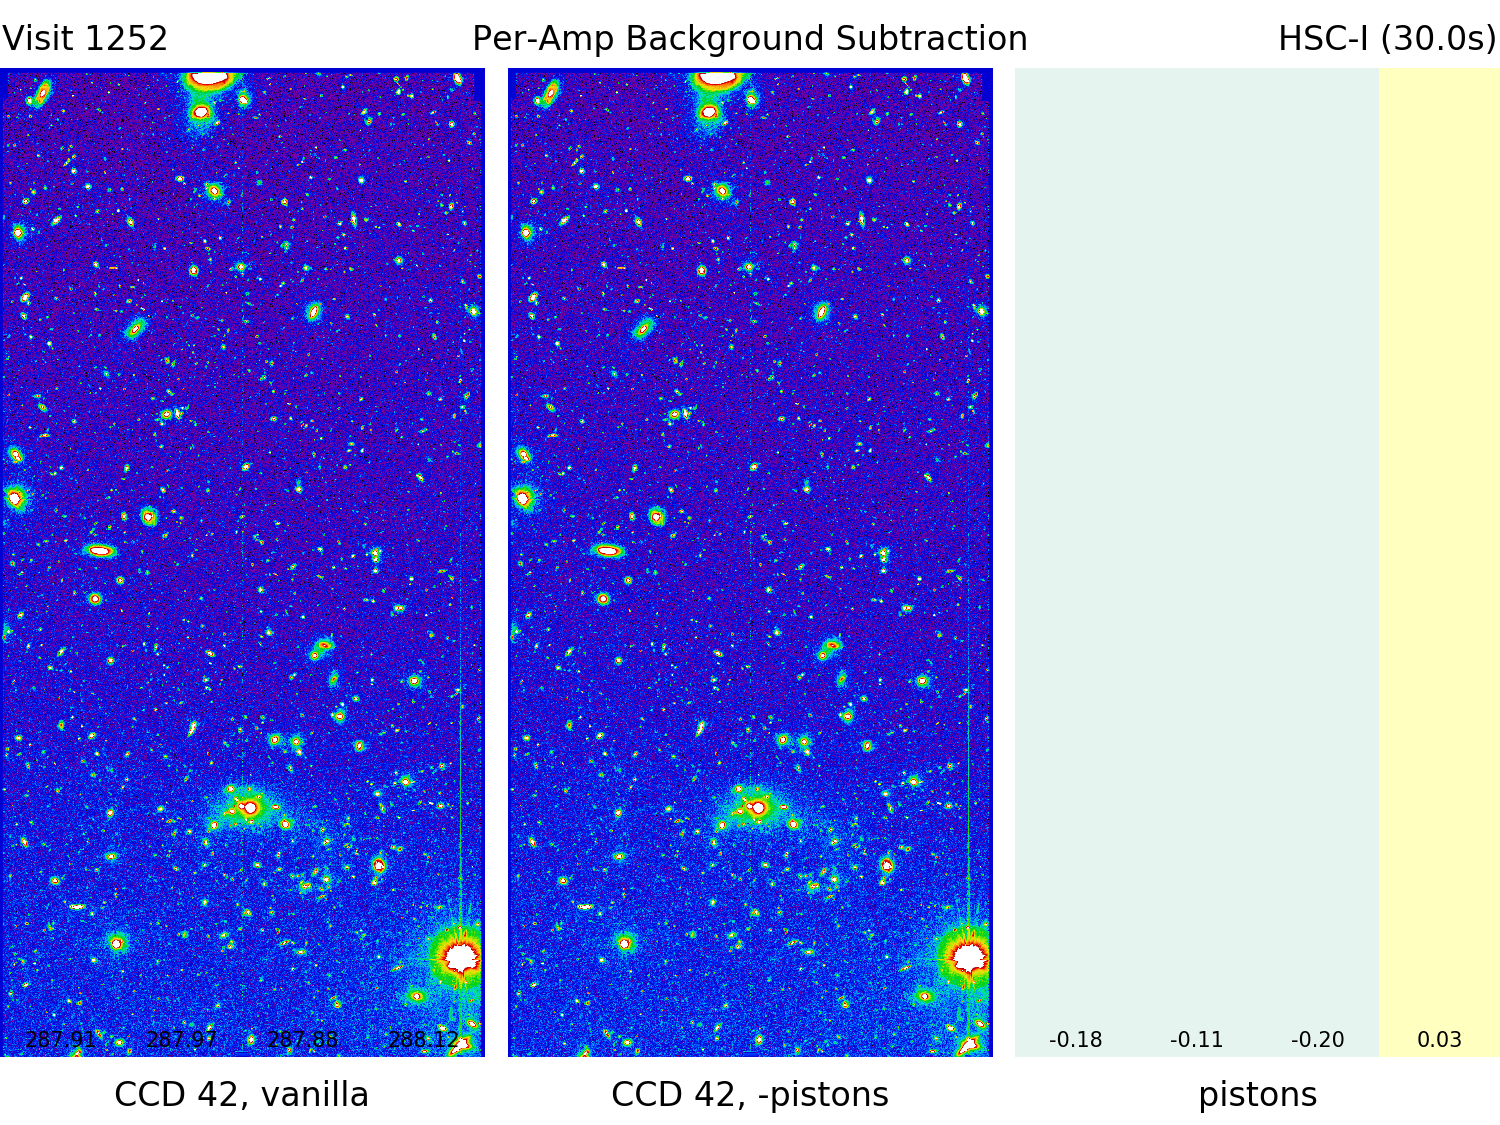 Visit 1252 Per-Amp Background Subtraction HSC-I (30.0s)
287.91 287.97 287.88 288.12 -0.18 -0.11 -0.20 0.03
CCD 42, vanilla CCD 42, -pistons pistons